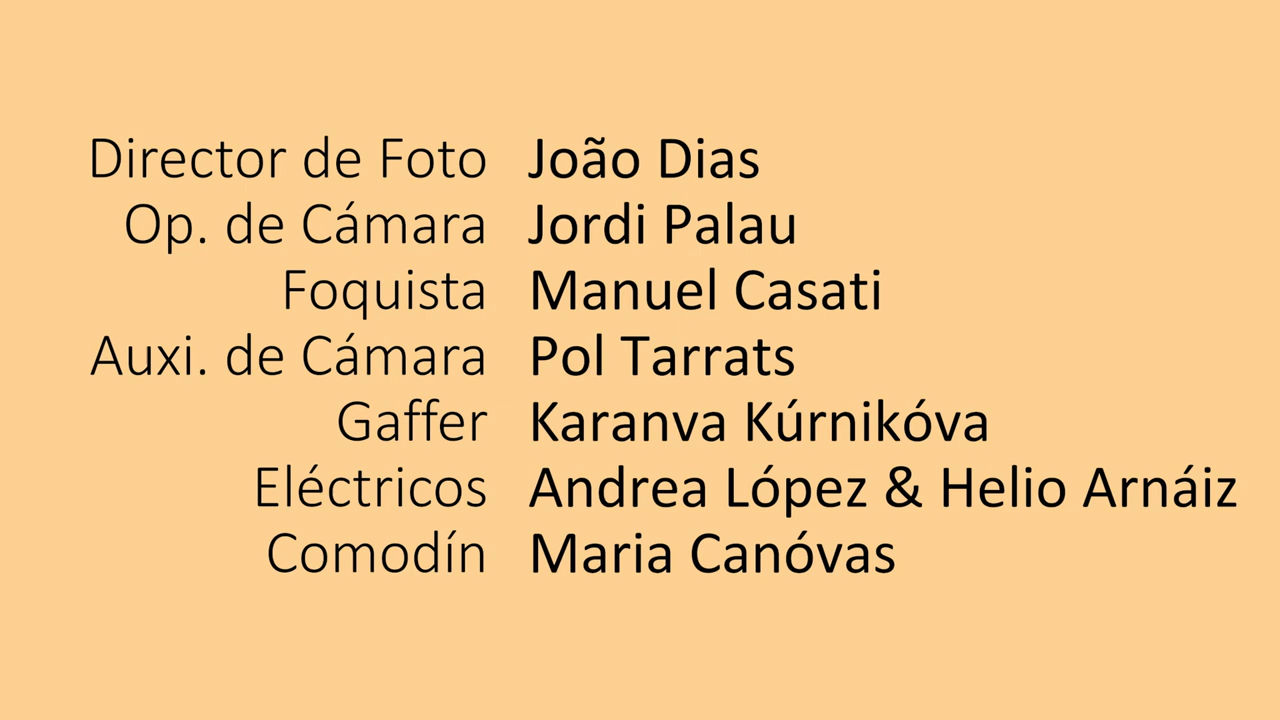 Director de Foto João Dias
Op. de Cámara Jordi Palau
Foquista Manuel Casati
Auxi. de Cámara Pol Tarrats
Gaffer Karanva Kúrnikóva
Eléctricos Andrea López & Helio Arnáiz
Comodín Maria Canóvas